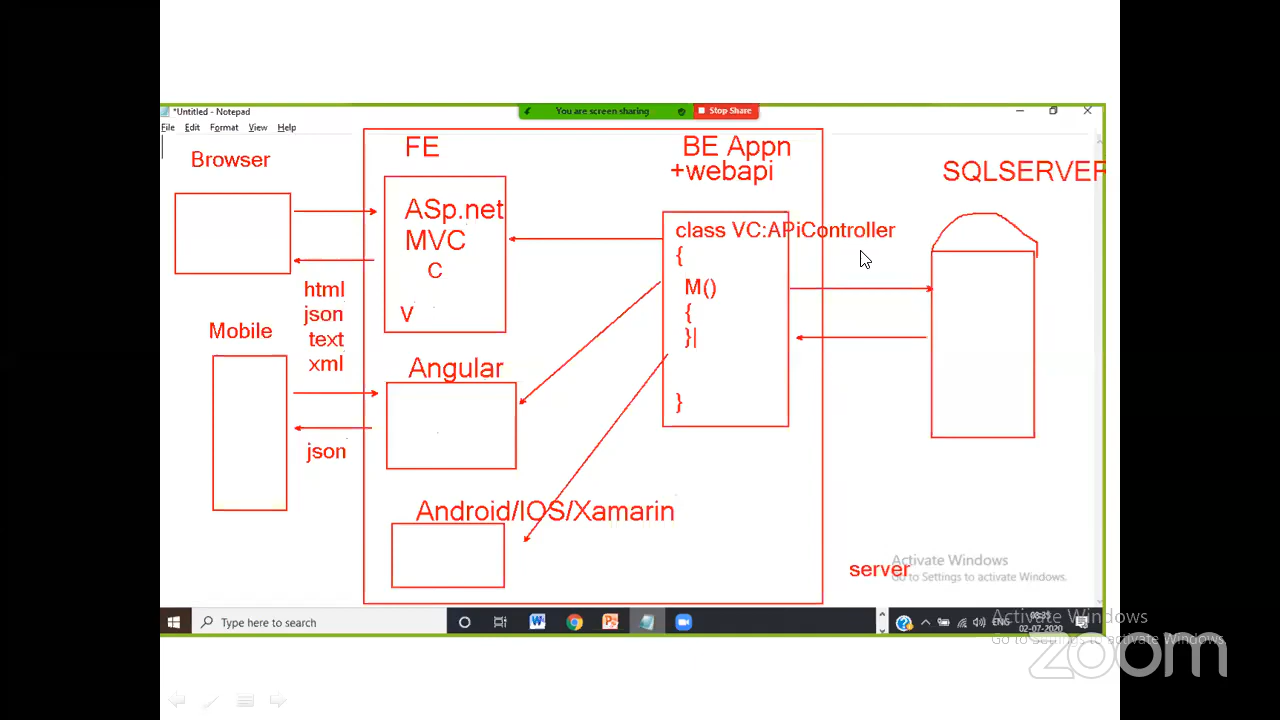 *Untitled - Notepad
You are screen sharing
Stop Share
File Edit Format View Help
Browser
FE
BE Appn
+webapi
SQLSERVER
ASp.net
MVC
C
V
class VC:APiController
{
M()
{
}|
}
html
json
text
xml
Mobile
Angular
json
Android/IOS/Xamarin
server
Activate Windows
Go to Settings to activate Windows.
Type here to search
ENG
02-07-2020
Activate Windows
Go to Settings to activate Windows.
zoom